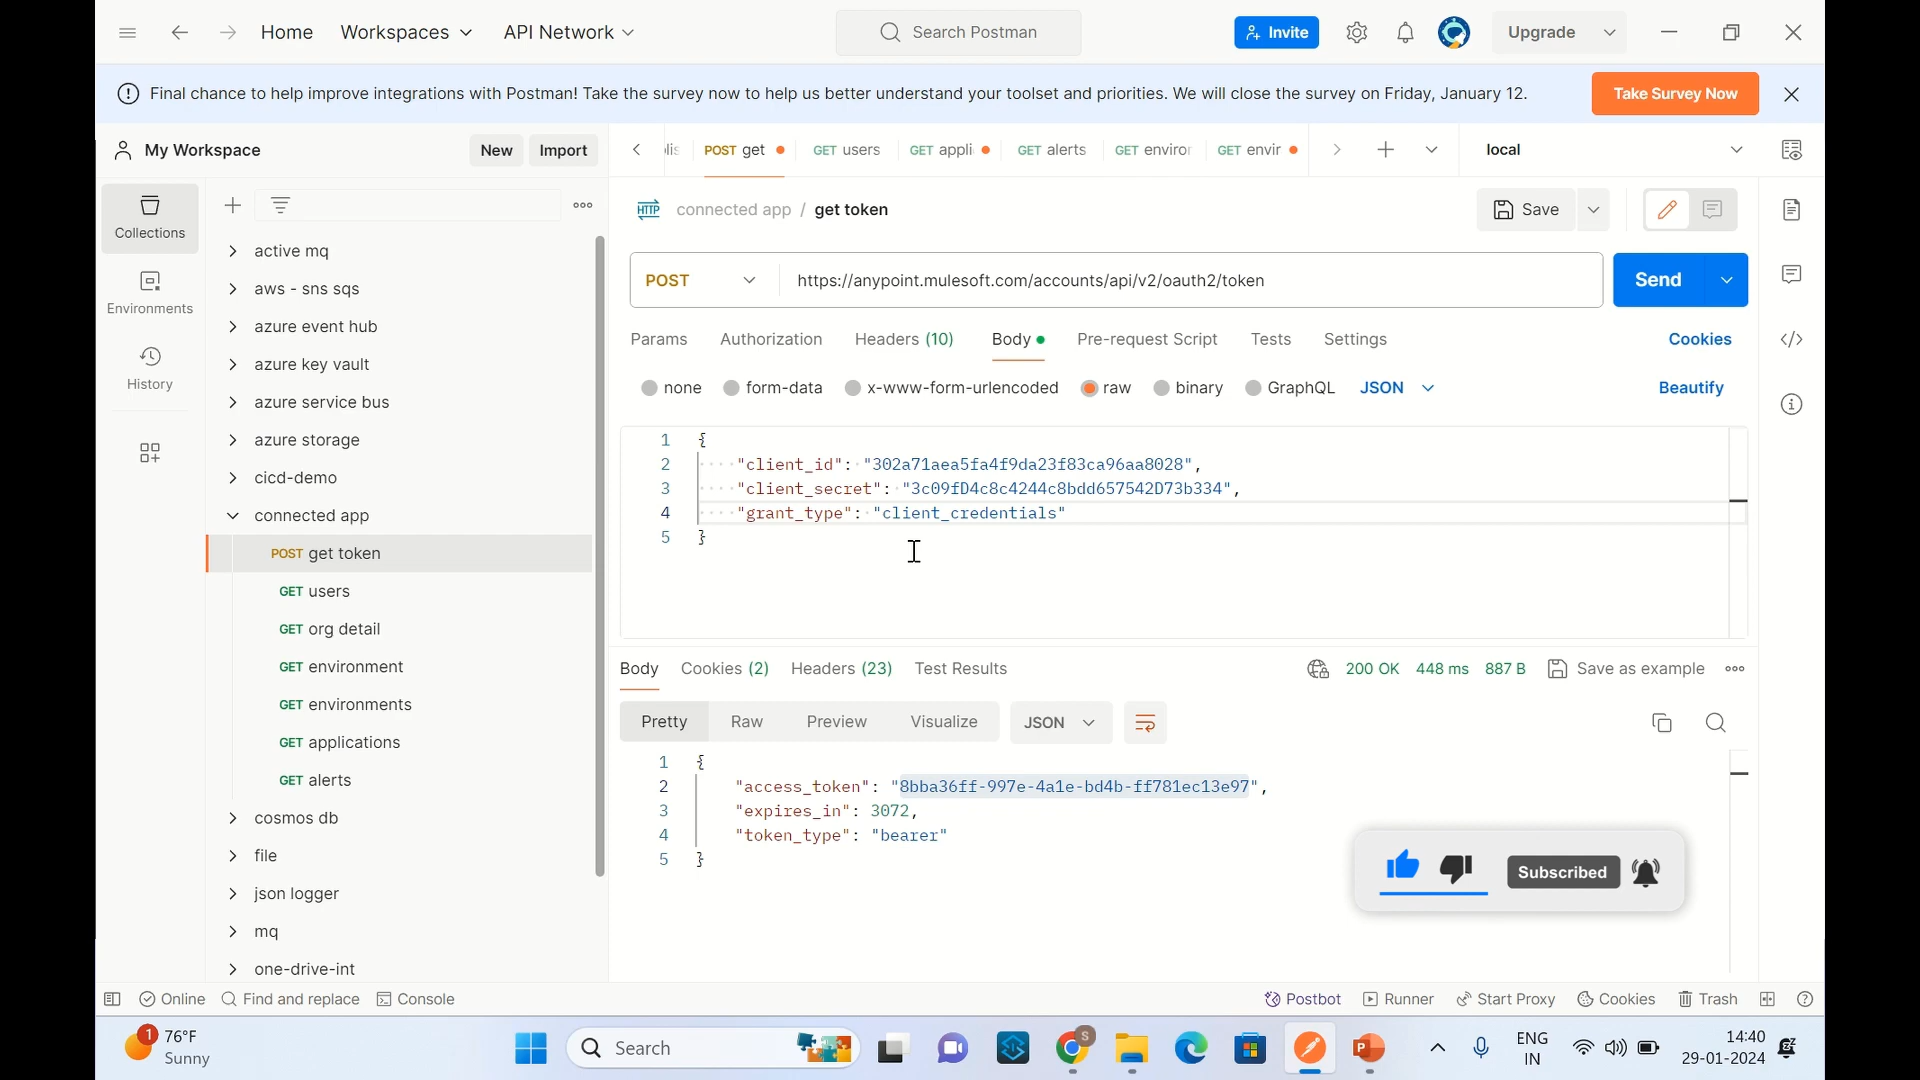 Home
Workspaces
API Network
Search Postman
Invite
Upgrade
Final chance to help improve integrations with Postman! Take the survey now to help us better understand your toolset and priorities. We will close the survey on Friday, January 12.
Take Survey Now
My Workspace
New
Import
POST get
GET users
GET appli
GET alerts
GET enviror
GET envir
local
Collections
Environments
History
active mq
aws - sns sqs
azure event hub
azure key vault
azure service bus
azure storage
cicd-demo
connected app
POST get token
GET users
GET org detail
GET environment
GET environments
GET applications
GET alerts
cosmos db
file
json logger
mq
one-drive-int
HTTP connected app / get token
Save
POST
https://anypoint.mulesoft.com/accounts/api/v2/oauth2/token
Send
Params Authorization Headers (10) Body Pre-request Script Tests Settings
Cookies
none form-data x-www-form-urlencoded raw binary GraphQL JSON
Beautify
1 {
2 "client_id": "302a71aea5fa4f9da23f83ca96aa8028",
3 "client_secret": "3c09fD4c8c4244c8bdd657542D73b334",
4 "grant_type": "client_credentials"
5 }
Body Cookies (2) Headers (23) Test Results
200 OK 448 ms 887 B Save as example
Pretty Raw Preview Visualize JSON
1 {
2 "access_token": "8bba36ff-997e-4a1e-bd4b-ff781ec13e97",
3 "expires_in": 3072,
4 "token_type": "bearer"
5 }
Subscribed
Online
Find and replace
Console
Postbot
Runner
Start Proxy
Cookies
Trash
1
76°F
Sunny
Search
S
P
ENG
IN
14:40
29-01-2024